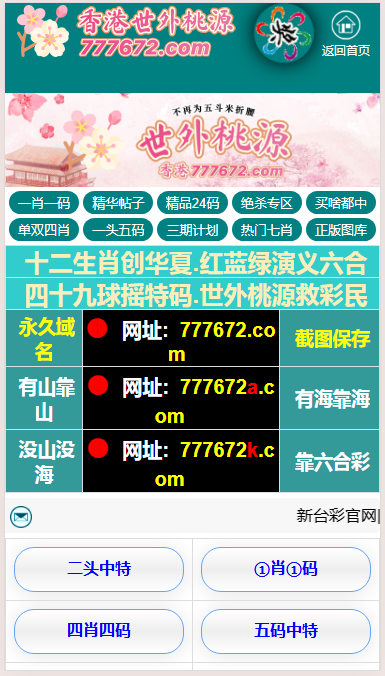 香港世外桃源
777672.com
返回首页
不再为五斗米折腰
世外桃源
香港777672.com
一肖一码 精华帖子 精品24码 绝杀专区 买啥都中
单双四肖 一头五码 三期计划 热门七肖 正版图库
十二生肖创华夏.红蓝绿演义六合
四十九球摇特码.世外桃源救彩民
永久域名 网址: 777672.com 截图保存
有山靠山 网址: 777672a.com 有海靠海
没山没海 网址: 777672k.com 靠六合彩
新台彩官网|
二头中特 ①肖①码
四肖四码 五码中特